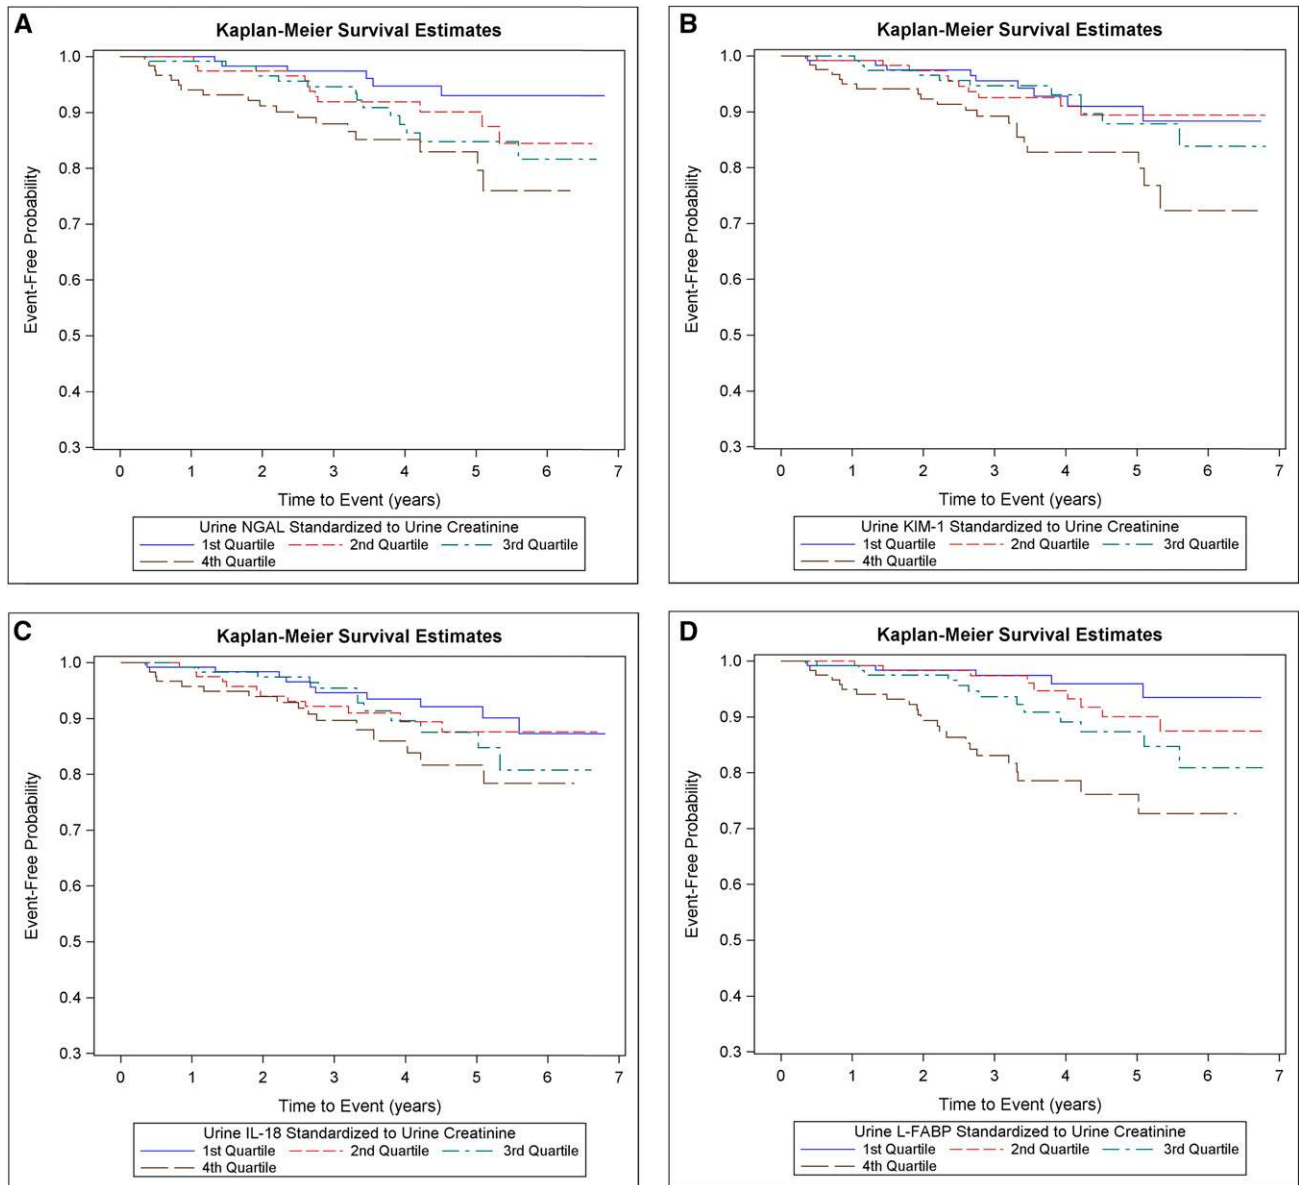 A
Kaplan-Meier Survival Estimates
Event-Free Probability
1.0
0.9
0.8
0.7
0.6
0.5
0.4
0.3
0 1 2 3 4 5 6 7
Time to Event (years)
Urine NGAL Standardized to Urine Creatinine
1st Quartile 2nd Quartile 3rd Quartile
4th Quartile
B
Kaplan-Meier Survival Estimates
Event-Free Probability
1.0
0.9
0.8
0.7
0.6
0.5
0.4
0.3
0 1 2 3 4 5 6 7
Time to Event (years)
Urine KIM-1 Standardized to Urine Creatinine
1st Quartile 2nd Quartile 3rd Quartile
4th Quartile
C
Kaplan-Meier Survival Estimates
Event-Free Probability
1.0
0.9
0.8
0.7
0.6
0.5
0.4
0.3
0 1 2 3 4 5 6 7
Time to Event (years)
Urine IL-18 Standardized to Urine Creatinine
1st Quartile 2nd Quartile 3rd Quartile
4th Quartile
D
Kaplan-Meier Survival Estimates
Event-Free Probability
1.0
0.9
0.8
0.7
0.6
0.5
0.4
0.3
0 1 2 3 4 5 6 7
Time to Event (years)
Urine L-FABP Standardized to Urine Creatinine
1st Quartile 2nd Quartile 3rd Quartile
4th Quartile